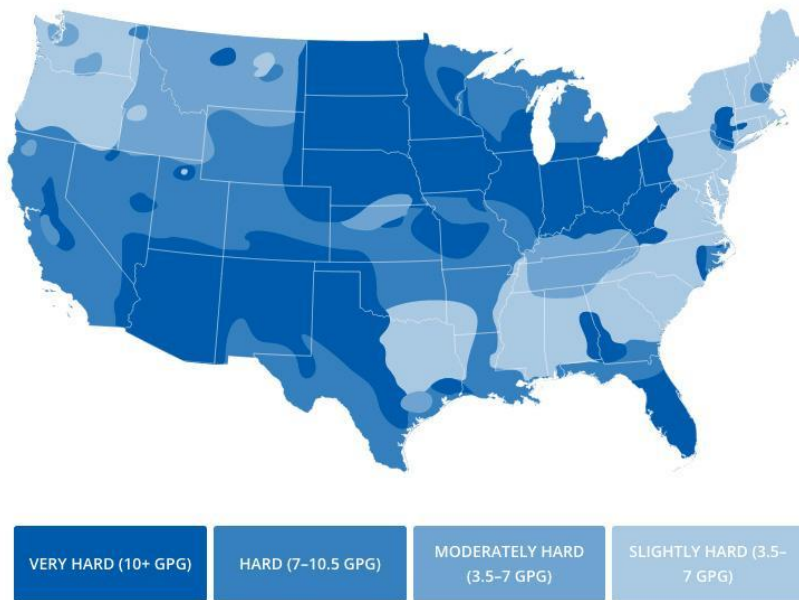 VERY HARD (10+ GPG)
HARD (7–10.5 GPG)
MODERATELY HARD
(3.5–7 GPG)
SLIGHTLY HARD (3.5–
7 GPG)